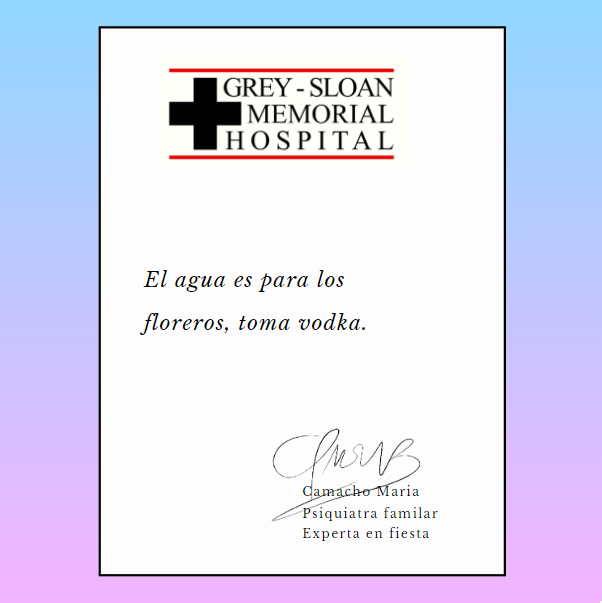 GREY - SLOAN
MEMORIAL
HOSPITAL
El agua es para los
floreros, toma vodka.
Camacho Maria
Psiquiatra familar
Experta en fiesta